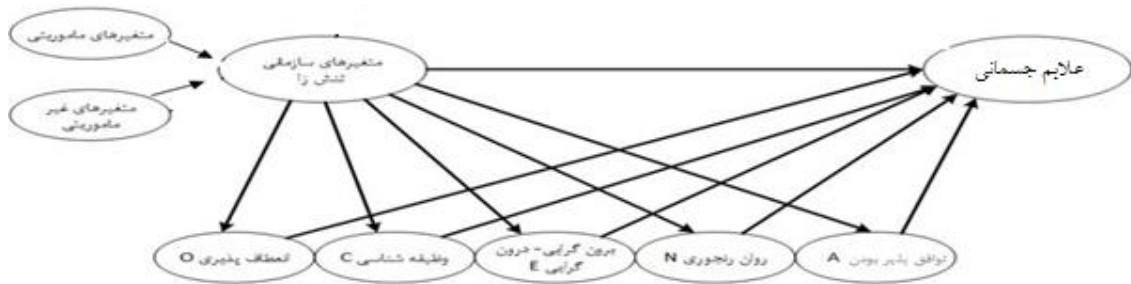 متغیرهای ماموریتی
متغیرهای سازمانی
تنش زا
علایم جسمانی
متغیرهای غیر
ماموریتی
انعطاف پذیری O
وظیفه شناسی C
برون گرایی- درون
گرایی E
روان رنجوری N
توافق پذیر بودن A